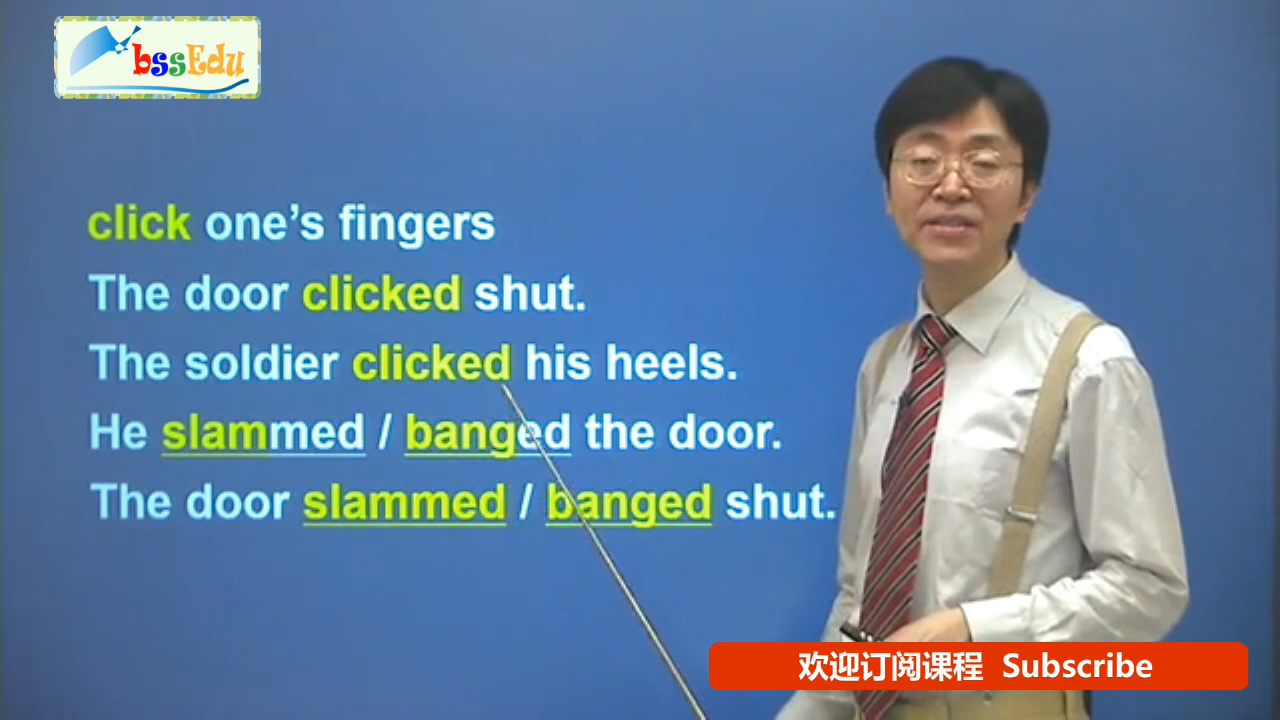 bssEdu
click one's fingers
The door clicked shut.
The soldier clicked his heels.
He slammed / banged the door.
The door slammed / banged shut.
欢迎订阅课程 Subscribe